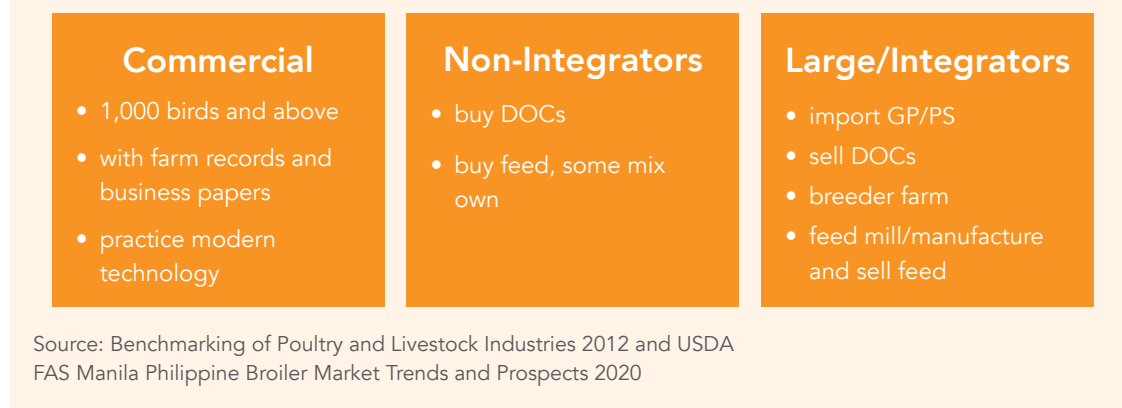 Commercial
• 1,000 birds and above
• with farm records and
business papers
• practice modern
technology
Non-Integrators
• buy DOCs
• buy feed, some mix
own
Large/Integrators
• import GP/PS
• sell DOCs
• breeder farm
• feed mill/manufacture
and sell feed
Source: Benchmarking of Poultry and Livestock Industries 2012 and USDA
FAS Manila Philippine Broiler Market Trends and Prospects 2020